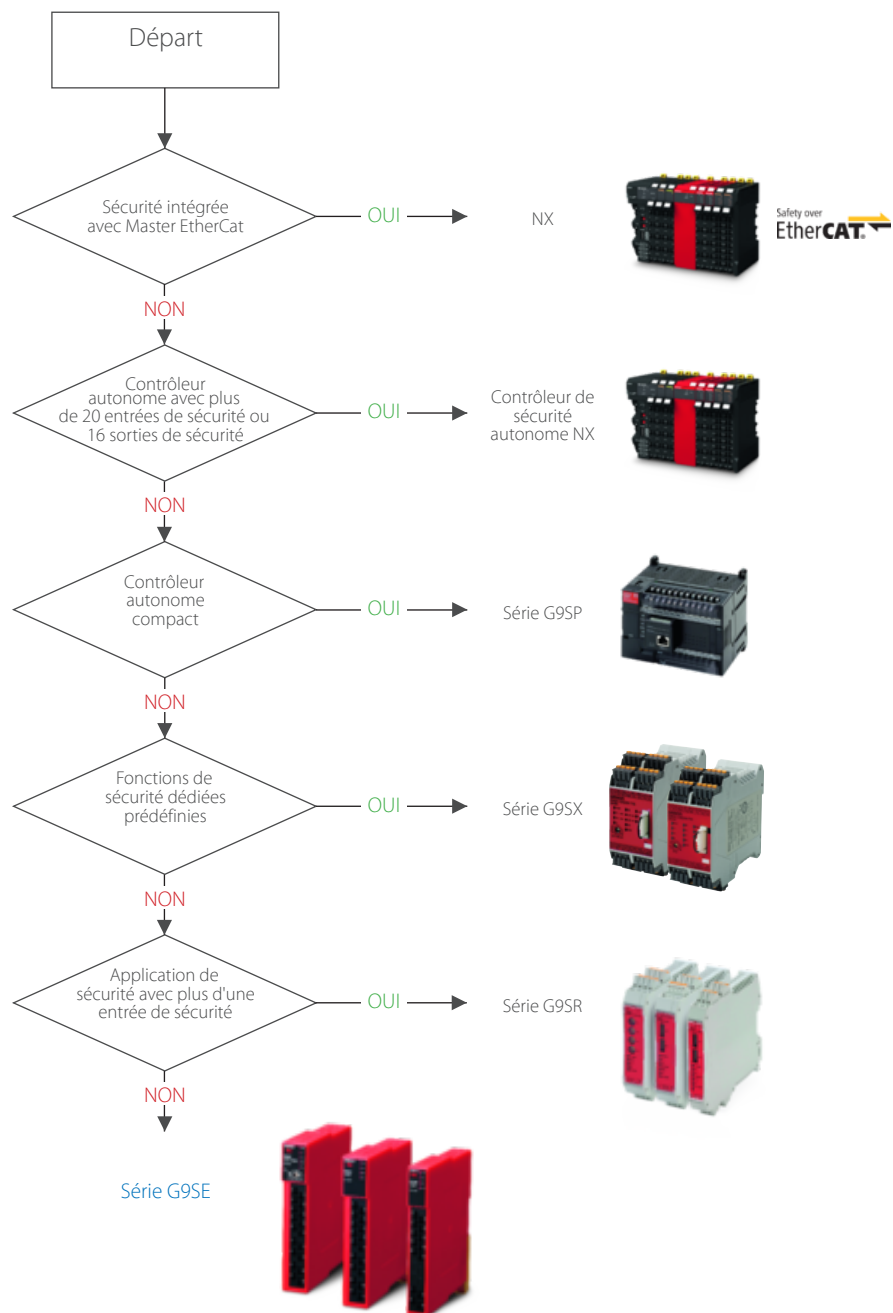 Départ
Sécurité intégrée
avec Master EtherCat
OUI
NX
Safety over
EtherCAT®
NON
Contrôleur
autonome avec plus
de 20 entrées de sécurité ou
16 sorties de sécurité
OUI
Contrôleur de
sécurité
autonome NX
NON
Contrôleur
autonome
compact
OUI
Série G9SP
NON
Fonctions de
sécurité dédiées
prédéfinies
OUI
Série G9SX
NON
Application de
sécurité avec plus d'une
entrée de sécurité
OUI
Série G9SR
NON
Série G9SE